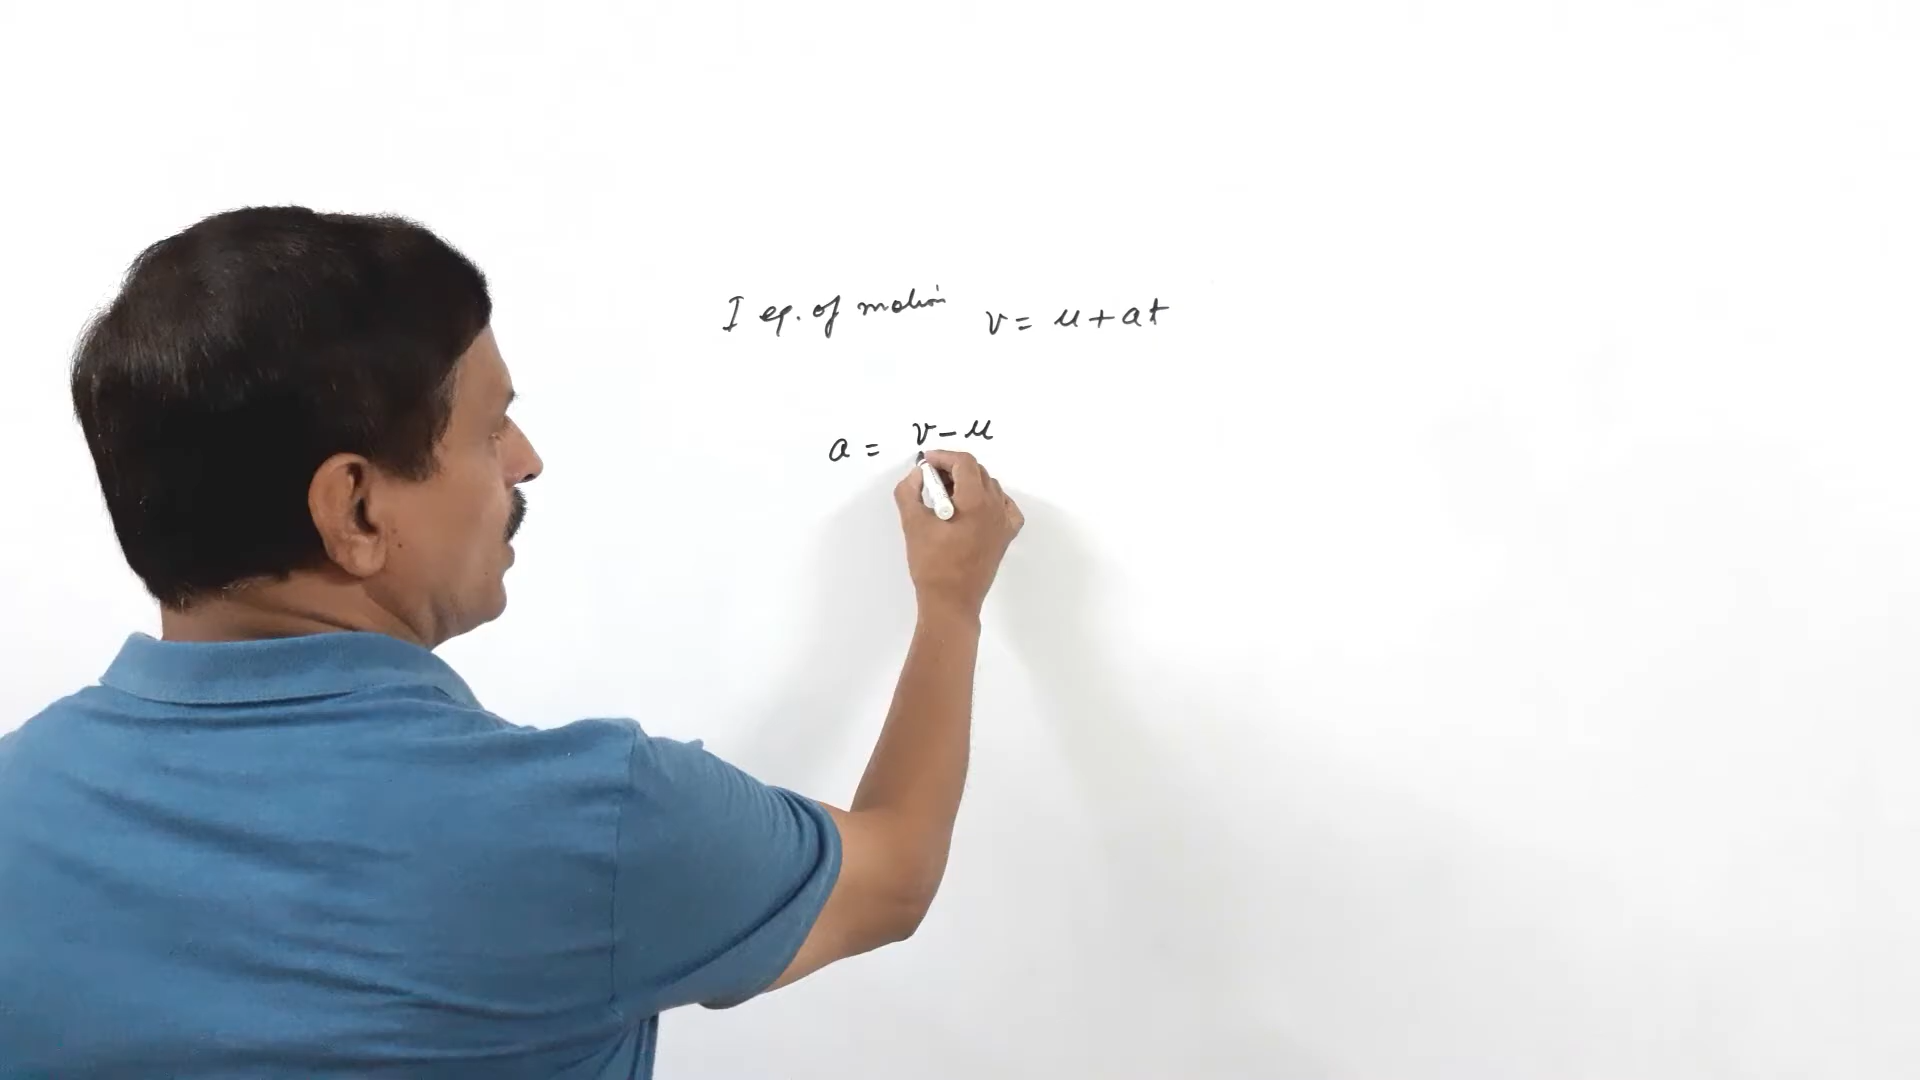 I eq. of motion v = u + at
a = v - u